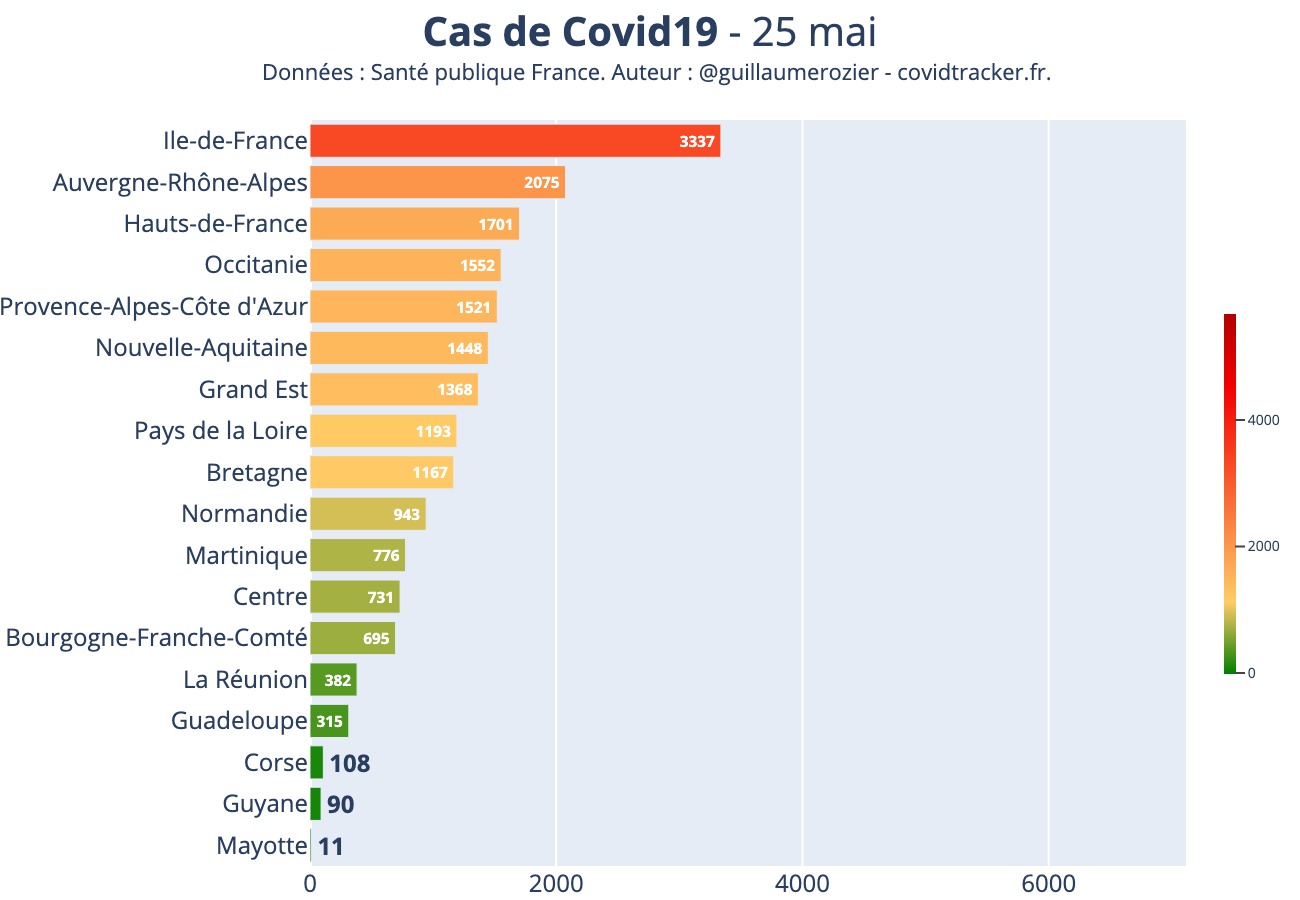 Cas de Covid19 - 25 mai
Données : Santé publique France. Auteur : @guillaumerozier - covidtracker.fr.
Ile-de-France 3337
Auvergne-Rhône-Alpes 2075
Hauts-de-France 1701
Occitanie 1552
Provence-Alpes-Côte d'Azur 1521
Nouvelle-Aquitaine 1448
Grand Est 1368
Pays de la Loire 1193
Bretagne 1167
Normandie 943
Martinique 776
Centre 731
Bourgogne-Franche-Comté 695
La Réunion 382
Guadeloupe 315
Corse 108
Guyane 90
Mayotte 11
0 2000 4000 6000
4000
2000
0